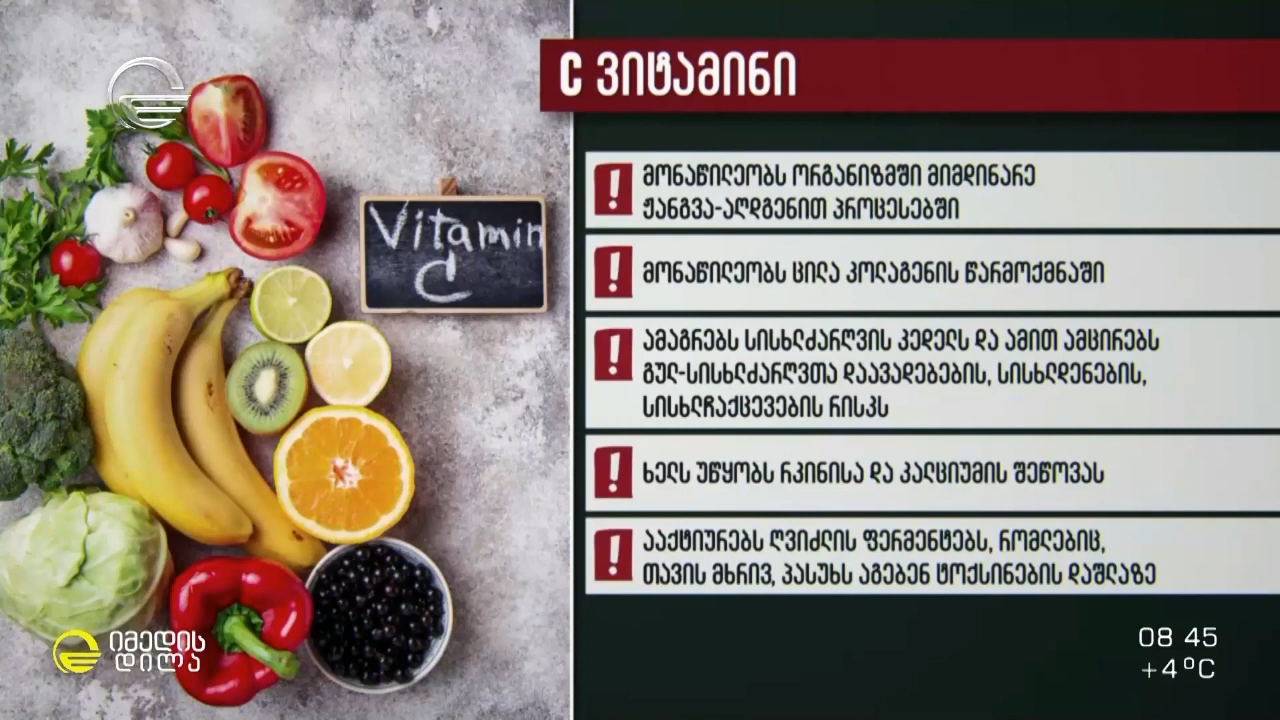 C ვიტამინი
Vitamin
C
მონაწილეობს ორგანიზმში მიმდინარე
ჟანგვა-აღდგენით პროცესებში
მონაწილეობს ცილა კოლაგენის წარმოქმნაში
ამაგრებს სისხლძარღვის კედელს და ამით ამცირებს
გულ-სისხლძარღვთა დაავადებების, სისხლდენების,
სისხლჩაქცევების რისკს
ხელს უწყობს რკინისა და კალციუმის შეწოვას
ააქტიურებს ღვიძლის ფერმენტებს, რომლებიც,
თავის მხრივ, პასუხს აგებენ ტოქსინების დაშლაზე
იმედის
დილა
08 45
+4°C